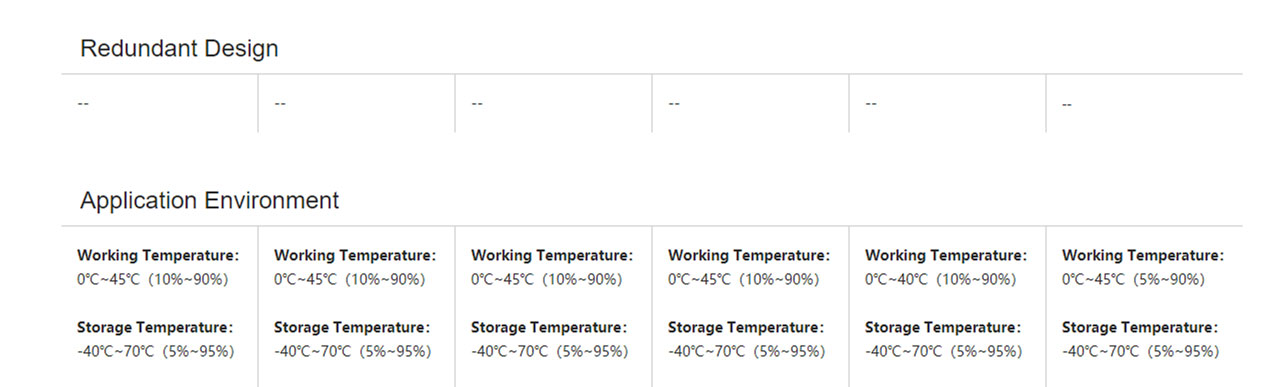 Redundant Design
-- -- -- -- -- --
Application Environment
Working Temperature: Working Temperature: Working Temperature: Working Temperature: Working Temperature: Working Temperature:
0℃~45℃ (10%~90%) 0℃~45℃ (10%~90%) 0℃~45℃ (10%~90%) 0℃~45℃ (10%~90%) 0℃~40℃ (10%~90%) 0℃~45℃ (5%~90%)
Storage Temperature: Storage Temperature: Storage Temperature: Storage Temperature: Storage Temperature: Storage Temperature:
-40℃~70℃ (5%~95%) -40℃~70℃ (5%~95%) -40℃~70℃ (5%~95%) -40℃~70℃ (5%~95%) -40℃~70℃ (5%~95%) -40℃~70℃ (5%~95%)